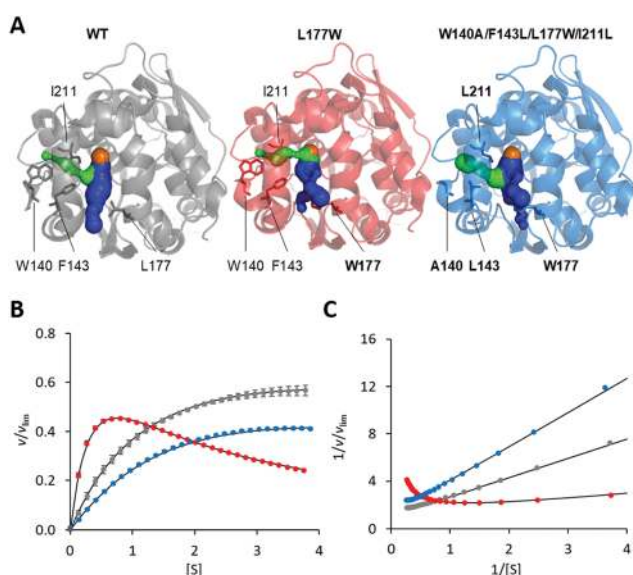 A
WT
L177W
W140A/F143L/L177W/I211L
I211
I211
L211
W140 F143 L177
W140 F143 W177
A140 L143 W177
B
C
0.8
0.6
0.4
0.2
0.0
v/vlim
0 1 2 3 4
[S]
16
12
8
4
0
1/v/vlim
0 1 2 3 4
1/[S]